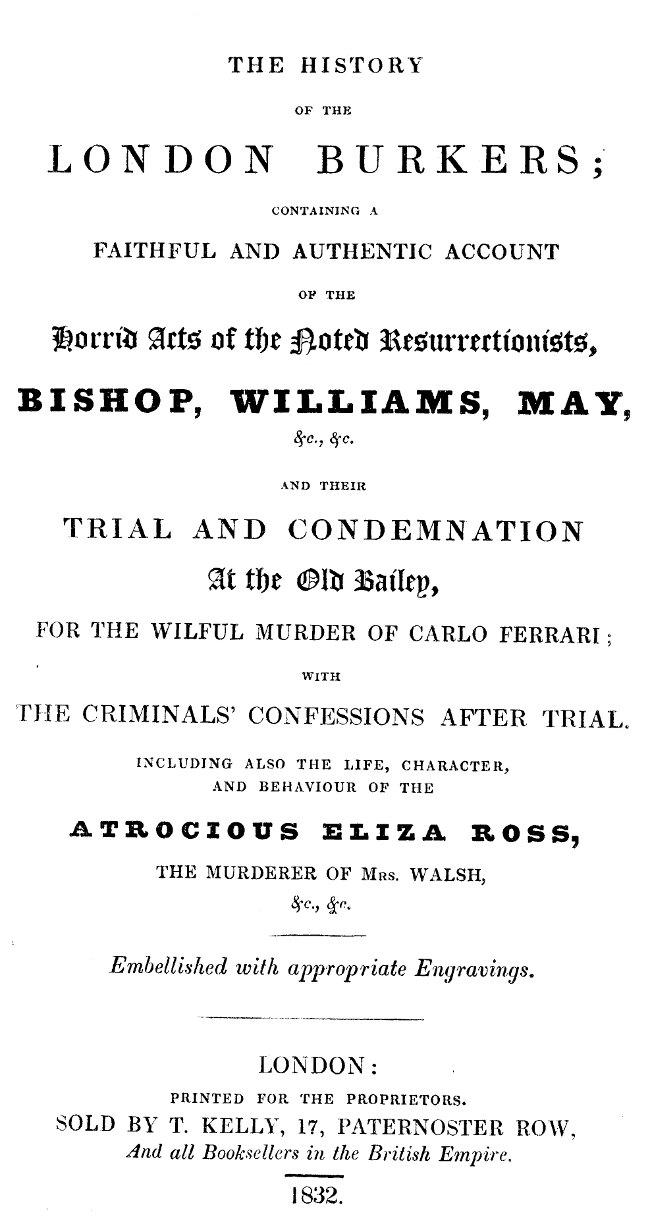 THE HISTORY
OF THE
LONDON BURKERS;
CONTAINING A
FAITHFUL AND AUTHENTIC ACCOUNT
OF THE
Horrid Acts of the Noted Resurrectionists,
BISHOP, WILLIAMS, MAY,
&c., &c.
AND THEIR
TRIAL AND CONDEMNATION
At the Old Bailey,
FOR THE WILFUL MURDER OF CARLO FERRARI;
WITH
THE CRIMINALS' CONFESSIONS AFTER TRIAL.
INCLUDING ALSO THE LIFE, CHARACTER,
AND BEHAVIOUR OF THE
ATROCIOUS ELIZA ROSS,
THE MURDERER OF MRS. WALSH,
&c., &c.
Embellished with appropriate Engravings.
LONDON:
PRINTED FOR THE PROPRIETORS.
SOLD BY T. KELLY, 17, PATERNOSTER ROW,
And all Booksellers in the British Empire.
1832.